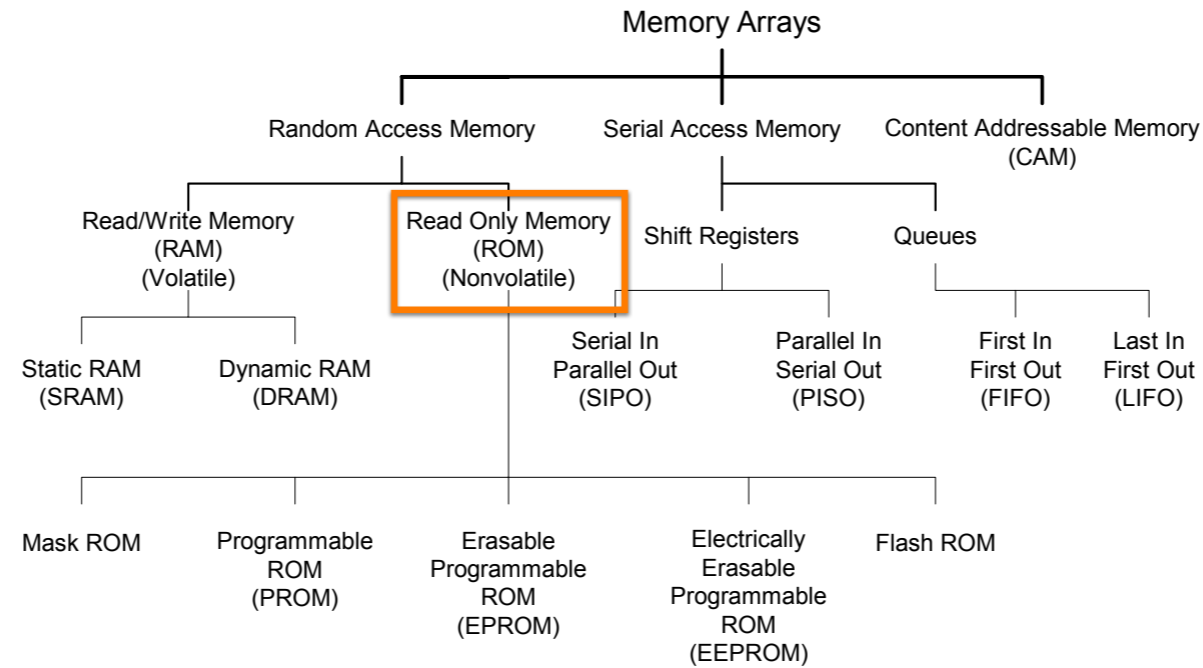 Memory Arrays
Random Access Memory
Serial Access Memory
Content Addressable Memory
(CAM)
Read/Write Memory
(RAM)
(Volatile)
Read Only Memory
(ROM)
(Nonvolatile)
Shift Registers
Queues
Static RAM
(SRAM)
Dynamic RAM
(DRAM)
Serial In
Parallel Out
(SIPO)
Parallel In
Serial Out
(PISO)
First In
First Out
(FIFO)
Last In
First Out
(LIFO)
Mask ROM
Programmable
ROM
(PROM)
Erasable
Programmable
ROM
(EPROM)
Electrically
Erasable
Programmable
ROM
(EEPROM)
Flash ROM